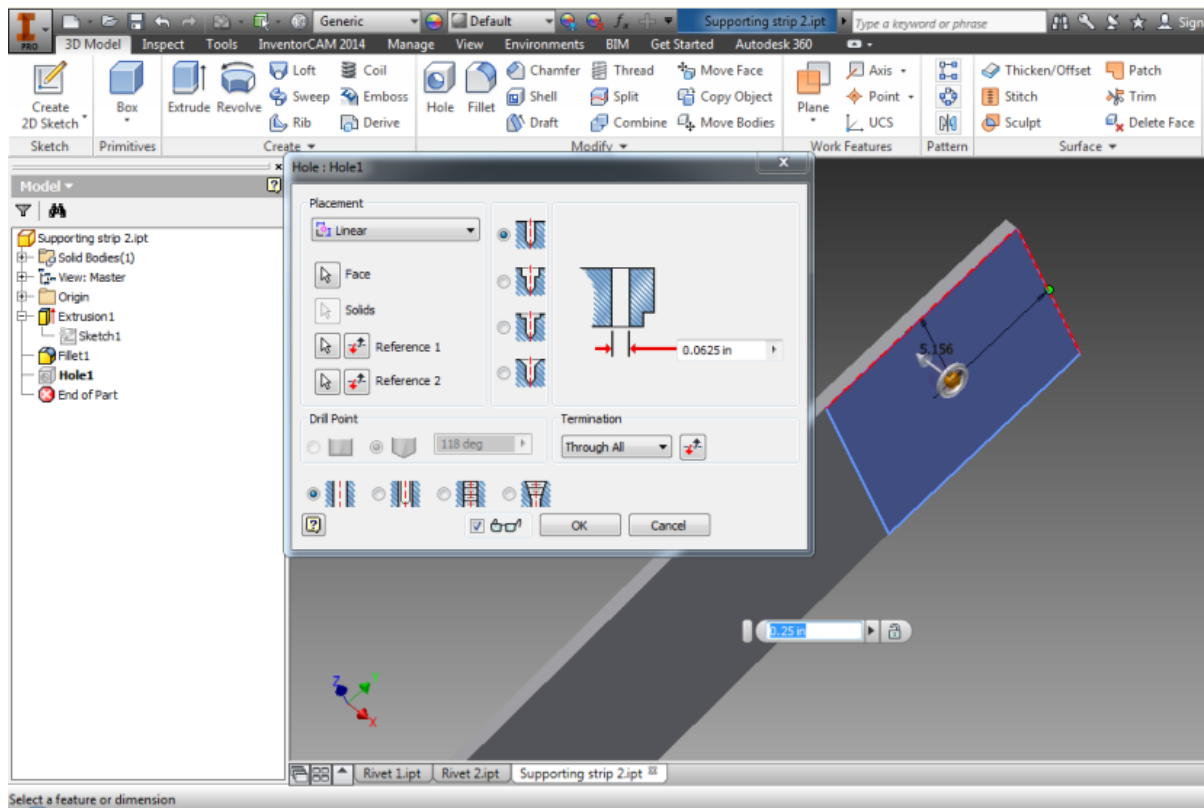 PRO
Generic
Default
fx
Supporting strip 2.ipt
Type a keyword or phrase
Sign
3D Model Inspect Tools InventorCAM 2014 Manage View Environments BIM Get Started Autodesk 360
Create 2D Sketch
Box
Extrude Revolve
Loft Coil
Sweep Emboss
Rib Derive
Hole Fillet
Chamfer Thread Move Face
Shell Split Copy Object
Draft Combine Move Bodies
Plane
Axis
Point
UCS
Thicken/Offset Patch
Stitch Trim
Sculpt Delete Face
Sketch Primitives Create Modify Work Features Pattern Surface
Model
Supporting strip 2.ipt
Solid Bodies(1)
View: Master
Origin
Extrusion1
Sketch1
Fillet1
Hole1
End of Part
Hole : Hole1
Placement
Linear
Face
Solids
Reference 1
Reference 2
0.0625 in
Drill Point
118 deg
Termination
Through All
OK Cancel
5.156
0.25 in
Z
Y
X
Rivet 1.ipt Rivet 2.ipt Supporting strip 2.ipt
Select a feature or dimension